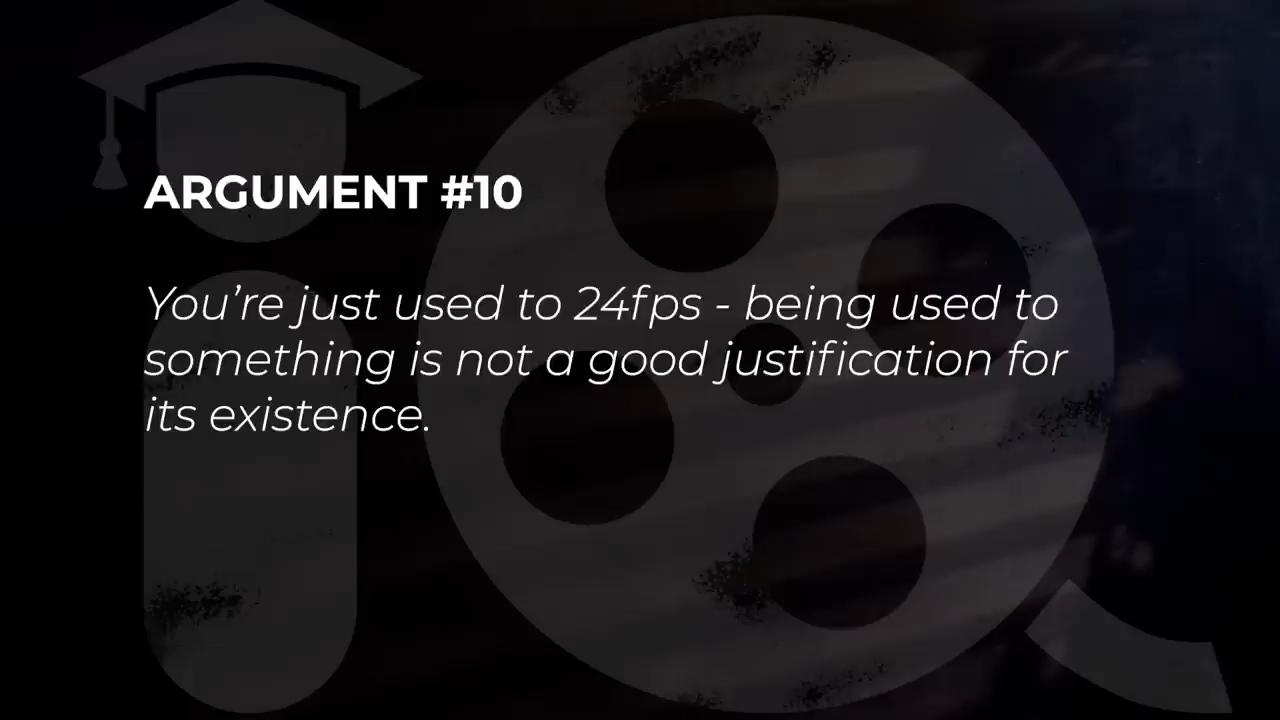 ARGUMENT #10
You’re just used to 24fps - being used to
something is not a good justification for
its existence.